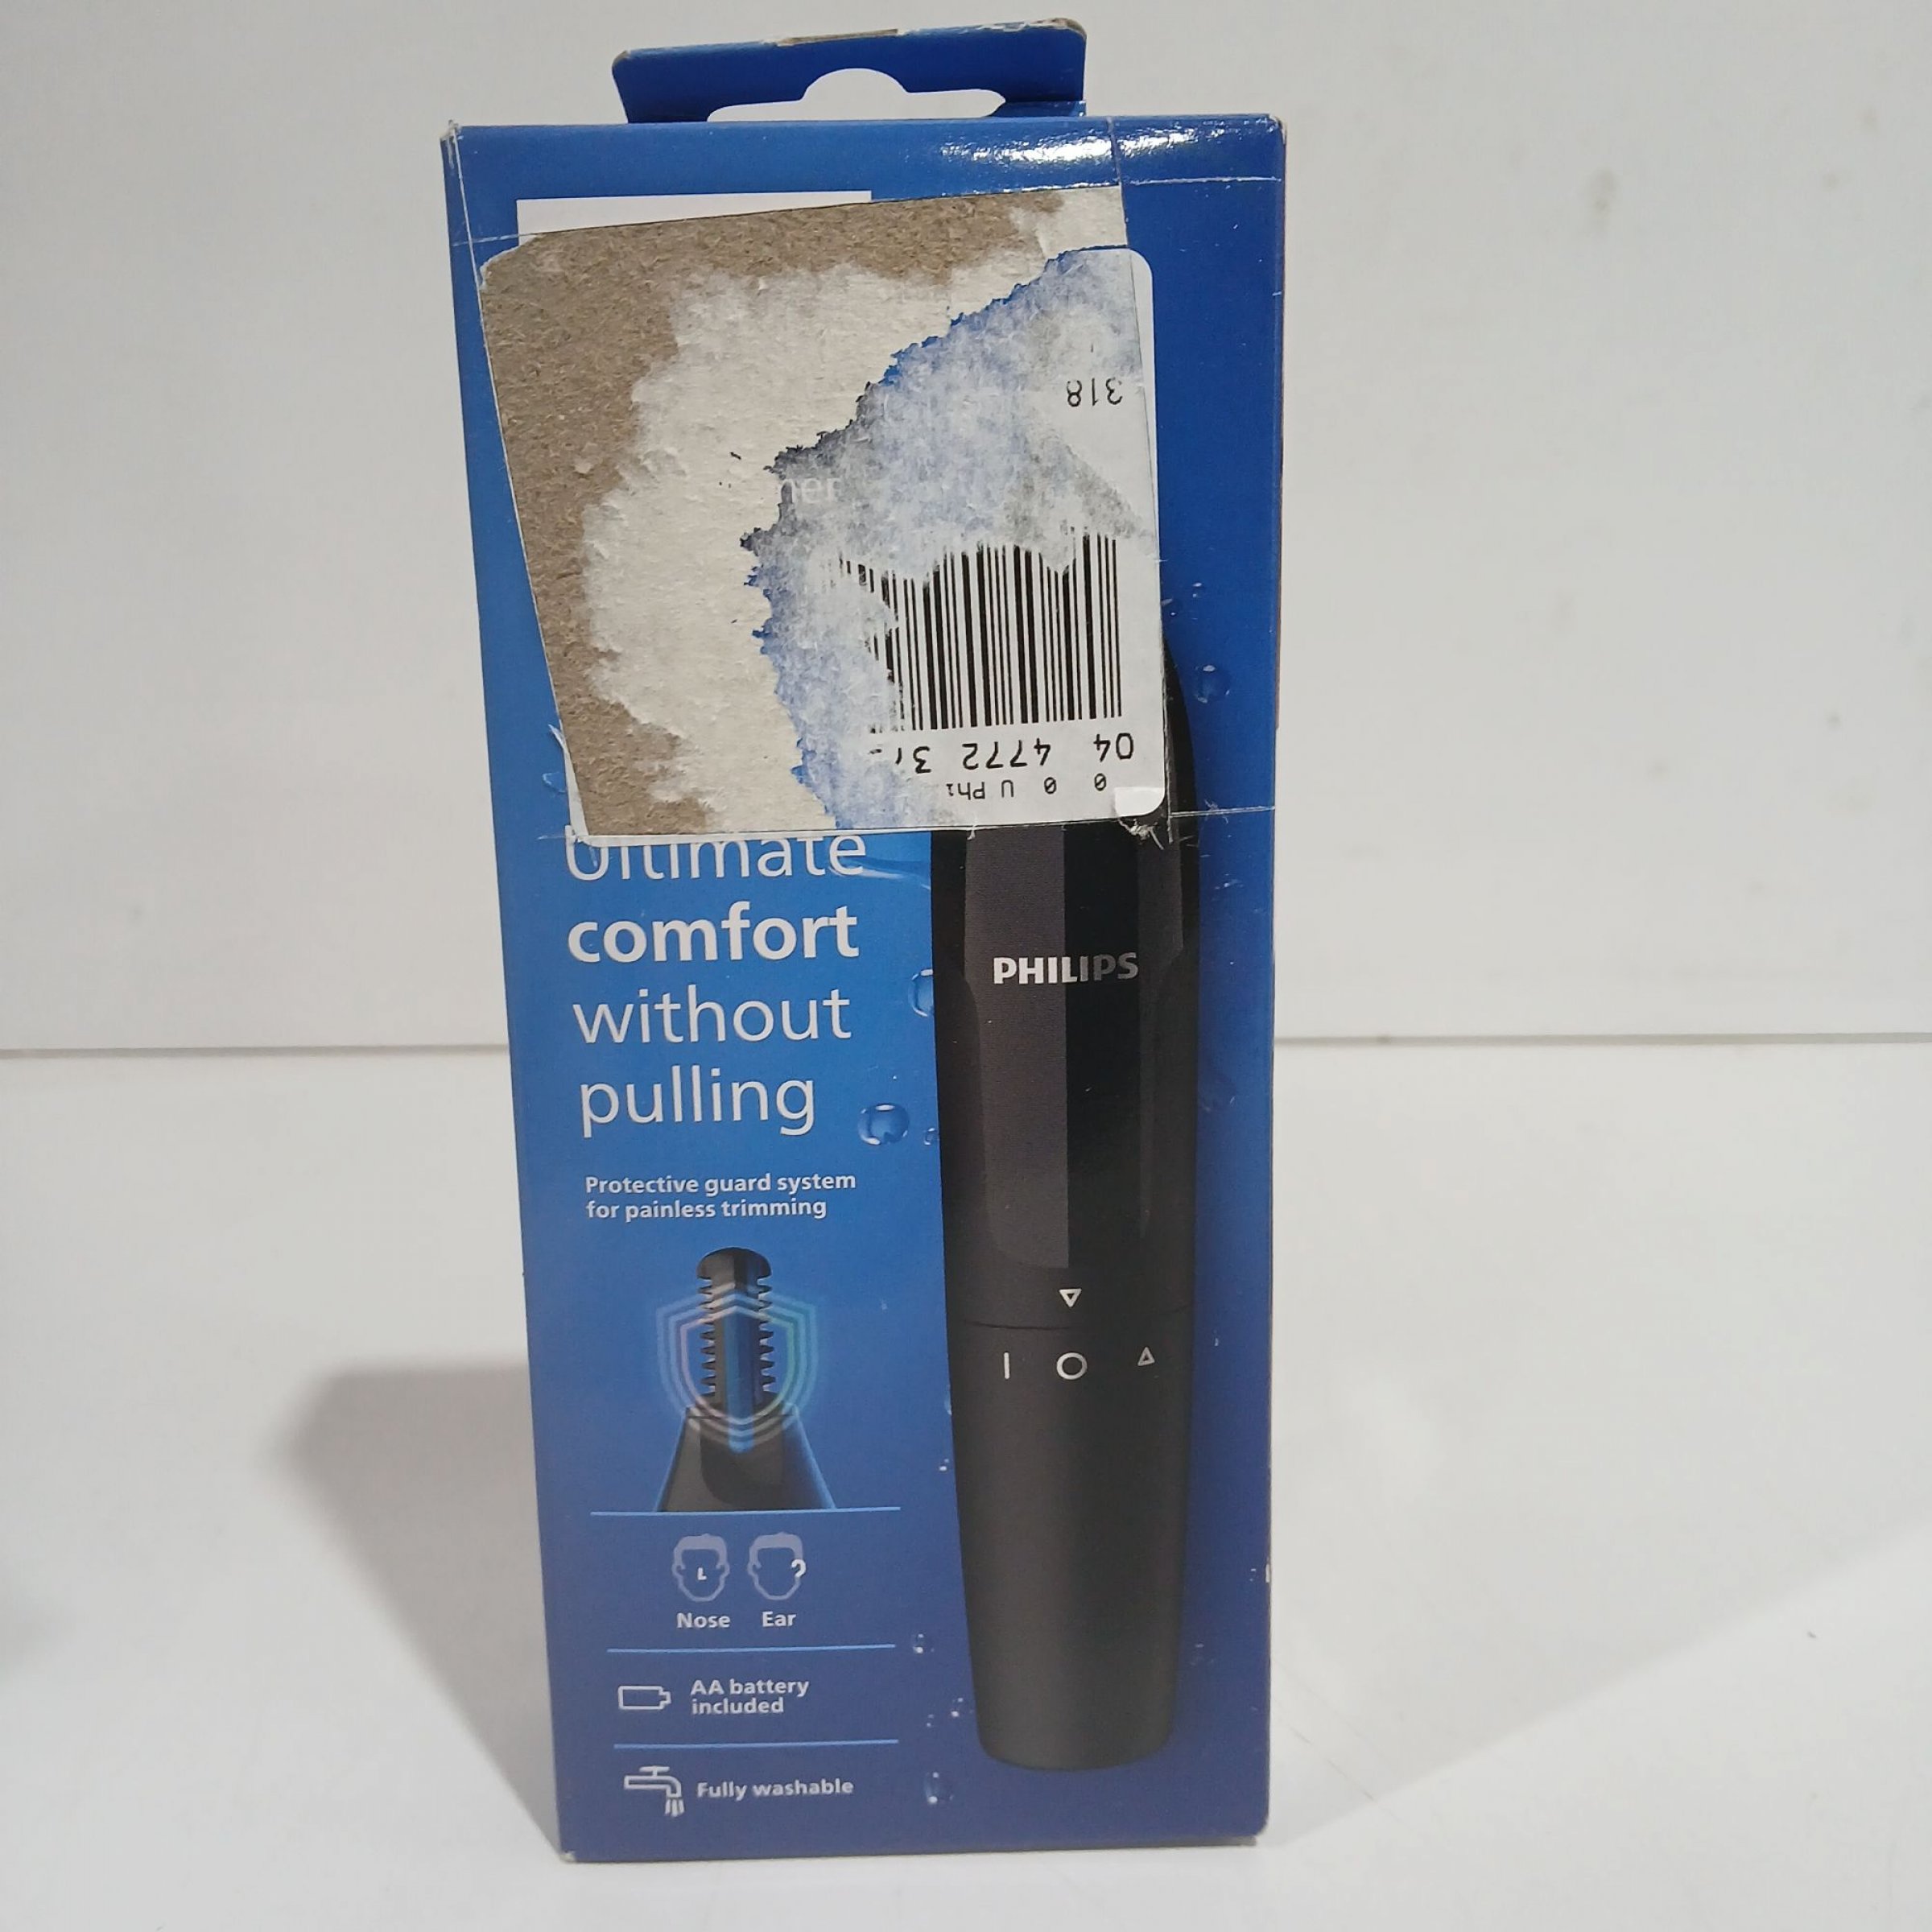 318
04 4772 3
0 0 U Phi
Ultimate
comfort
without
pulling
PHILIPS
Protective guard system
for painless trimming
Nose Ear
AA battery
included
Fully washable